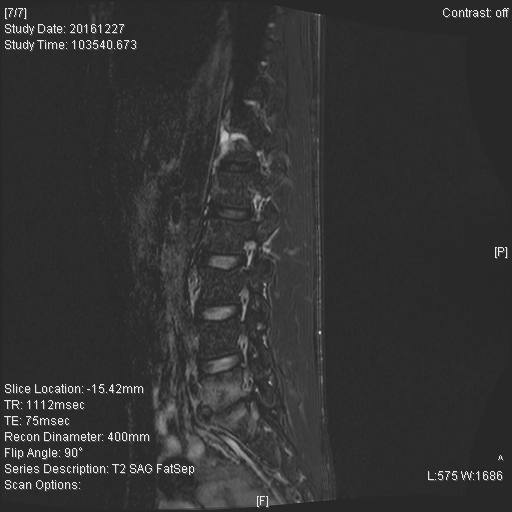 [7/7]
Study Date: 20161227
Study Time: 103540.673
Contrast: off
[P]
Slice Location: -15.42mm
TR: 1112msec
TE: 75msec
Recon Dinameter: 400mm
Flip Angle: 90°
Series Description: T2 SAG FatSep
Scan Options:
^
L:575 W:1686
[F]